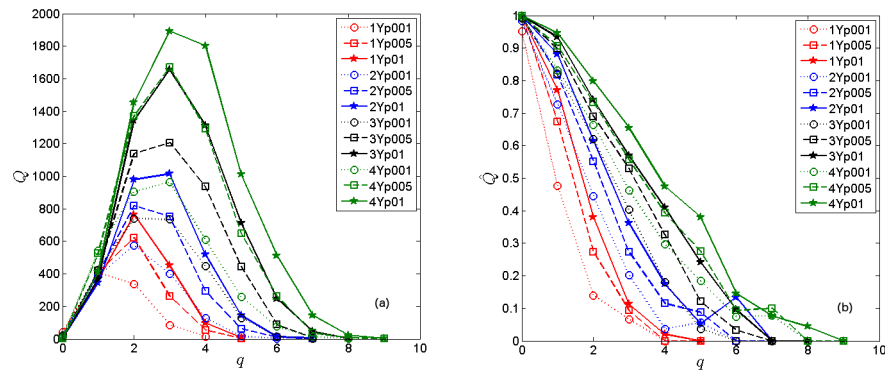 2000
1800
1600
1400
1200
1000
800
600
400
200
0
Q
0 2 4 6 8 10
q
1Yp001
1Yp005
1Yp01
2Yp001
2Yp005
2Yp01
3Yp001
3Yp005
3Yp01
4Yp001
4Yp005
4Yp01
(a)
1
0.9
0.8
0.7
0.6
0.5
0.4
0.3
0.2
0.1
0
Q̂
0 2 4 6 8 10
q
1Yp001
1Yp005
1Yp01
2Yp001
2Yp005
2Yp01
3Yp001
3Yp005
3Yp01
4Yp001
4Yp005
4Yp01
(b)